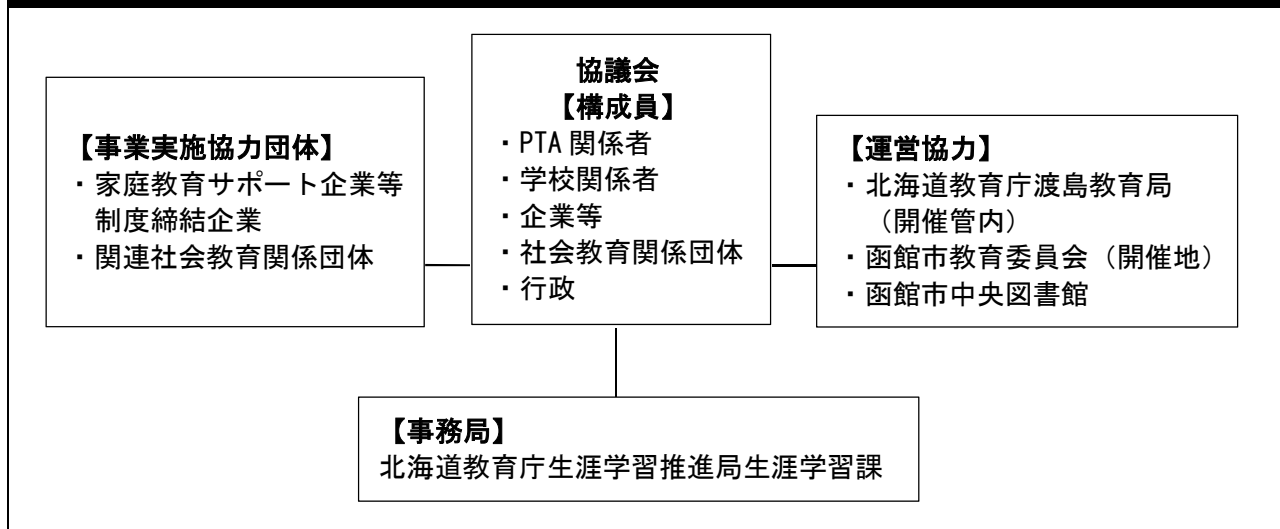 【事業実施協力団体】
・家庭教育サポート企業等
制度締結企業
・関連社会教育関係団体
協議会
【構成員】
・PTA関係者
・学校関係者
・企業等
・社会教育関係団体
・行政
【運営協力】
・北海道教育庁渡島教育局
（開催管内）
・函館市教育委員会（開催地）
・函館市中央図書館
【事務局】
北海道教育庁生涯学習推進局生涯学習課